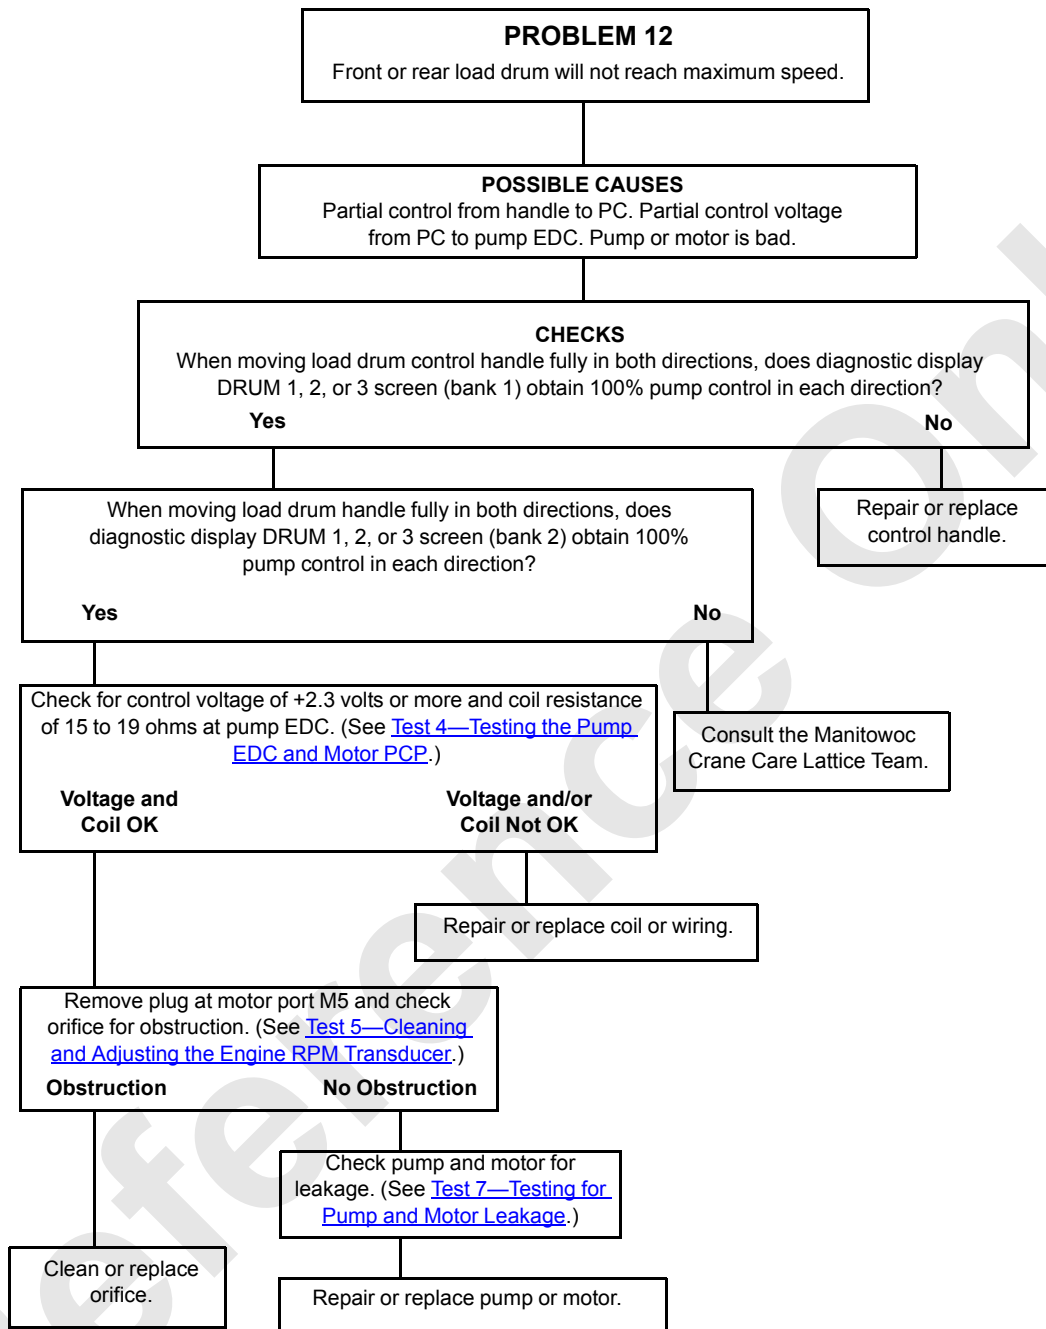 PROBLEM 12
Front or rear load drum will not reach maximum speed.
POSSIBLE CAUSES
Partial control from handle to PC. Partial control voltage
from PC to pump EDC. Pump or motor is bad.
CHECKS
When moving load drum control handle fully in both directions, does diagnostic display
DRUM 1, 2, or 3 screen (bank 1) obtain 100% pump control in each direction?
Yes
No
When moving load drum handle fully in both directions, does
diagnostic display DRUM 1, 2, or 3 screen (bank 2) obtain 100%
pump control in each direction?
Yes
No
Repair or replace
control handle.
Check for control voltage of +2.3 volts or more and coil resistance
of 15 to 19 ohms at pump EDC. (See Test 4—Testing the Pump
EDC and Motor PCP.)
Voltage and
Coil OK
Voltage and/or
Coil Not OK
Consult the Manitowoc
Crane Care Lattice Team.
Repair or replace coil or wiring.
Remove plug at motor port M5 and check
orifice for obstruction. (See Test 5—Cleaning
and Adjusting the Engine RPM Transducer.)
Obstruction
No Obstruction
Check pump and motor for
leakage. (See Test 7—Testing for
Pump and Motor Leakage.)
Clean or replace
orifice.
Repair or replace pump or motor.
eference Onl